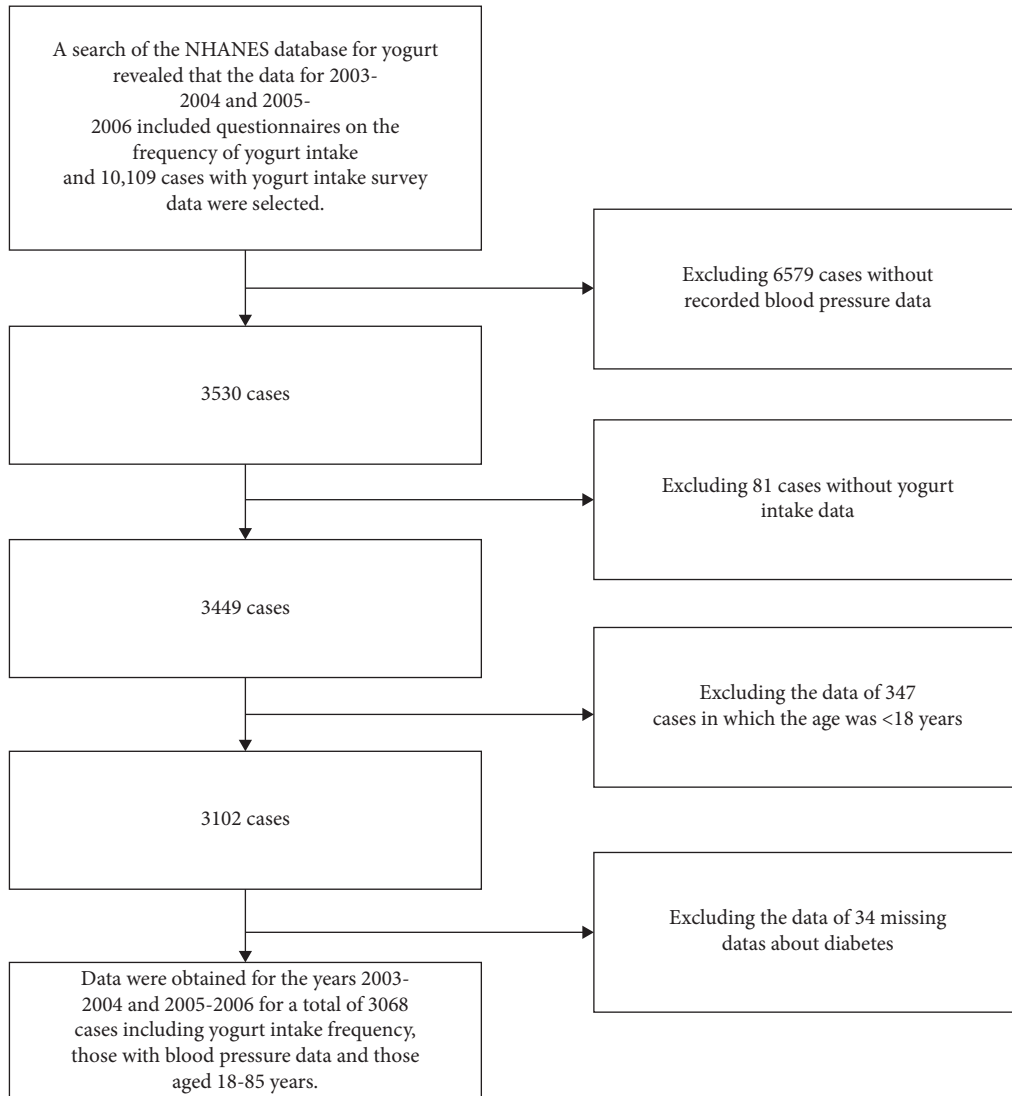 A search of the NHANES database for yogurt
revealed that the data for 2003-
2004 and 2005-
2006 included questionnaires on the
frequency of yogurt intake
and 10,109 cases with yogurt intake survey
data were selected.
Excluding 6579 cases without
recorded blood pressure data
3530 cases
Excluding 81 cases without yogurt
intake data
3449 cases
Excluding the data of 347
cases in which the age was <18 years
3102 cases
Excluding the data of 34 missing
datas about diabetes
Data were obtained for the years 2003-
2004 and 2005-2006 for a total of 3068
cases including yogurt intake frequency,
those with blood pressure data and those
aged 18-85 years.